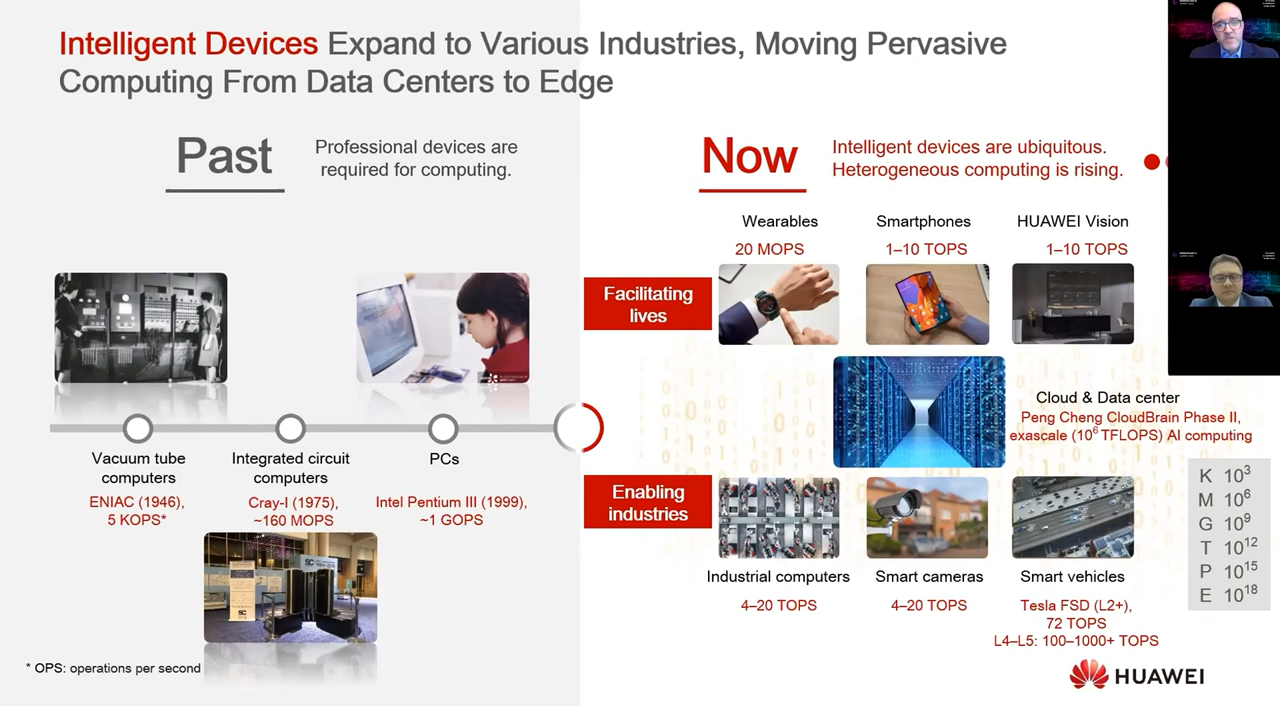 Intelligent Devices Expand to Various Industries, Moving Pervasive
Computing From Data Centers to Edge
Past
Professional devices are
required for computing.
Vacuum tube
computers
ENIAC (1946),
5 KOPS*
Integrated circuit
computers
Cray-I (1975),
~160 MOPS
PCs
Intel Pentium III (1999),
~1 GOPS
* OPS: operations per second
Now
Intelligent devices are ubiquitous.
Heterogeneous computing is rising.
Facilitating
lives
Wearables
20 MOPS
Smartphones
1–10 TOPS
HUAWEI Vision
1–10 TOPS
Cloud & Data center
Peng Cheng CloudBrain Phase II,
exascale (10⁶ TFLOPS) AI computing
Enabling
industries
Industrial computers
4–20 TOPS
Smart cameras
4–20 TOPS
Smart vehicles
Tesla FSD (L2+),
72 TOPS
L4–L5: 100–1000+ TOPS
K 10³
M 10⁶
G 10⁹
T 10¹²
P 10¹⁵
E 10¹⁸
HUAWEI